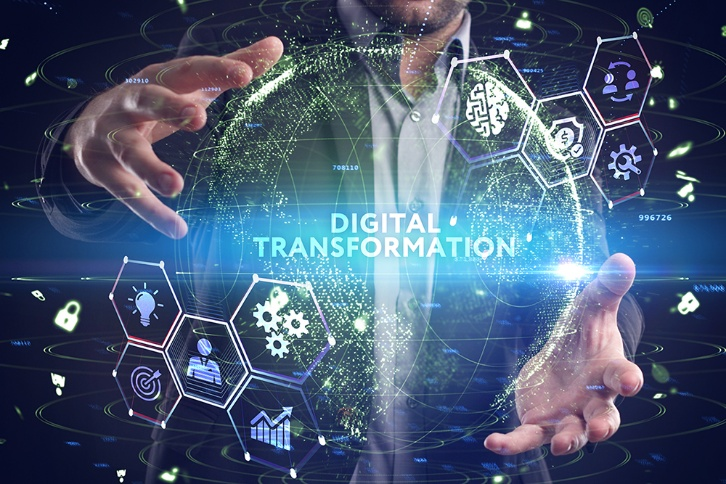 302910
708110
DIGITAL
TRANSFORMATION
996726